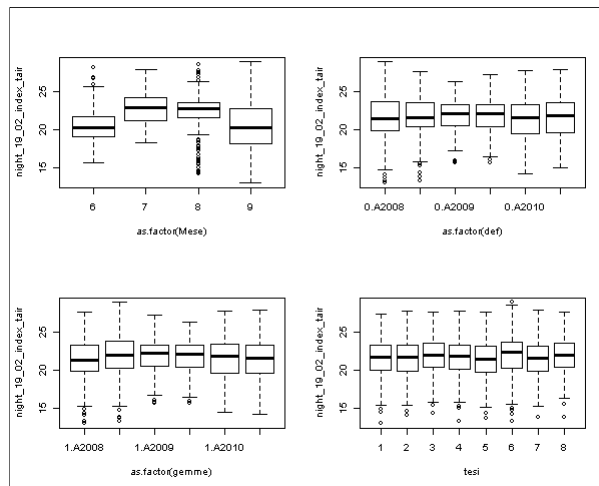 night_19_02_index_tair
25
20
15
6 7 8 9
as.factor(Mese)
night_19_02_index_tair
25
20
15
0.A2008 0.A2009 0.A2010
as.factor(def)
night_19_02_index_tair
25
20
15
1.A2008 1.A2009 1.A2010
as.factor(gemme)
night_19_02_index_tair
25
20
15
1 2 3 4 5 6 7 8
tesi